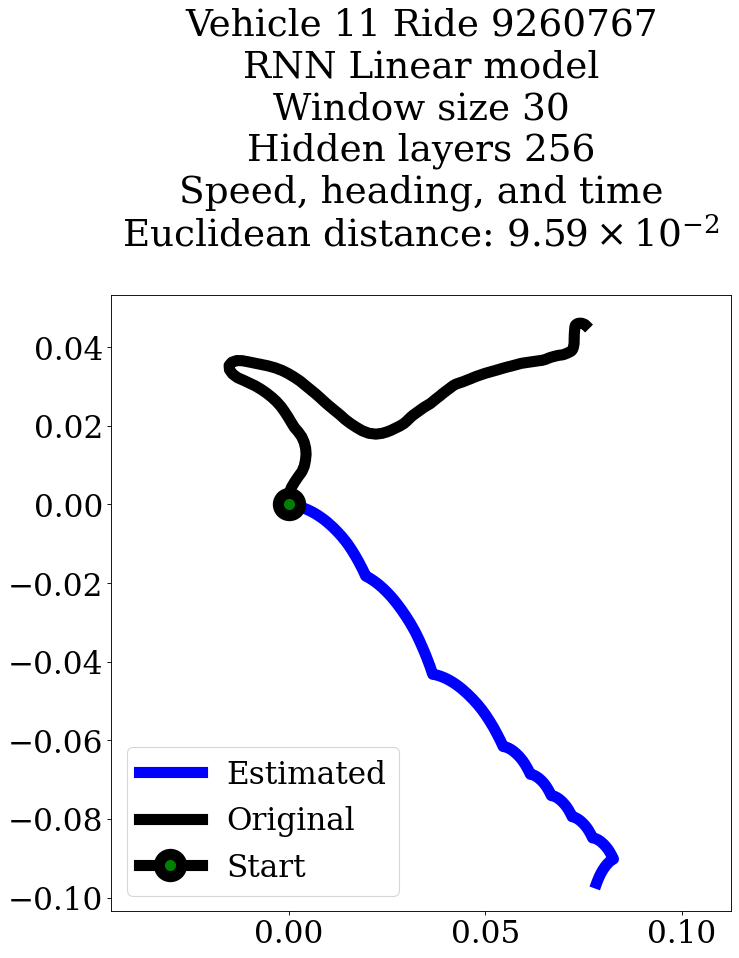 Vehicle 11 Ride 9260767
RNN Linear model
Window size 30
Hidden layers 256
Speed, heading, and time
Euclidean distance: 9.59 × 10⁻²
0.04
0.02
0.00
−0.02
−0.04
−0.06
−0.08
−0.10
Estimated
Original
Start
0.00 0.05 0.10